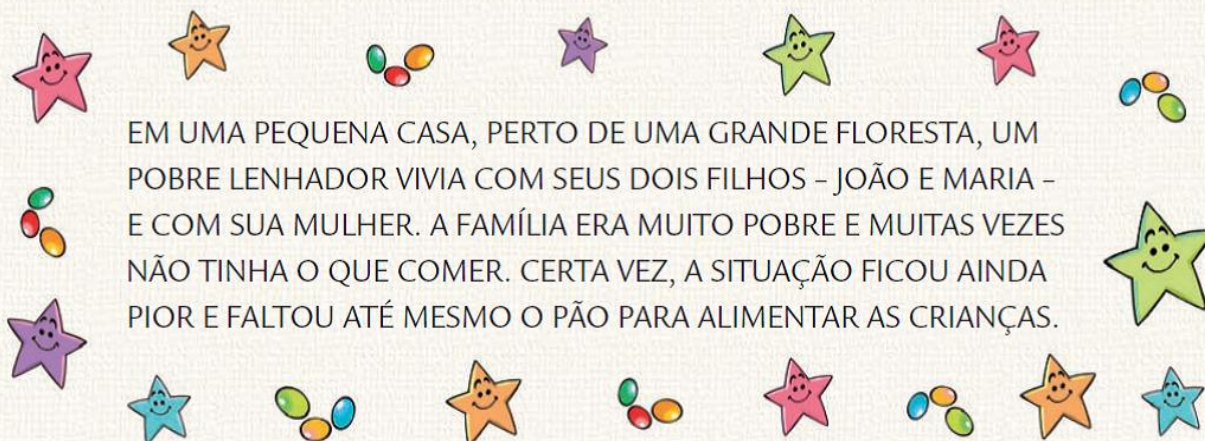 EM UMA PEQUENA CASA, PERTO DE UMA GRANDE FLORESTA, UM
POBRE LENHADOR VIVIA COM SEUS DOIS FILHOS – JOÃO E MARIA –
E COM SUA MULHER. A FAMÍLIA ERA MUITO POBRE E MUITAS VEZES
NÃO TINHA O QUE COMER. CERTA VEZ, A SITUAÇÃO FICOU AINDA
PIOR E FALTOU ATÉ MESMO O PÃO PARA ALIMENTAR AS CRIANÇAS.